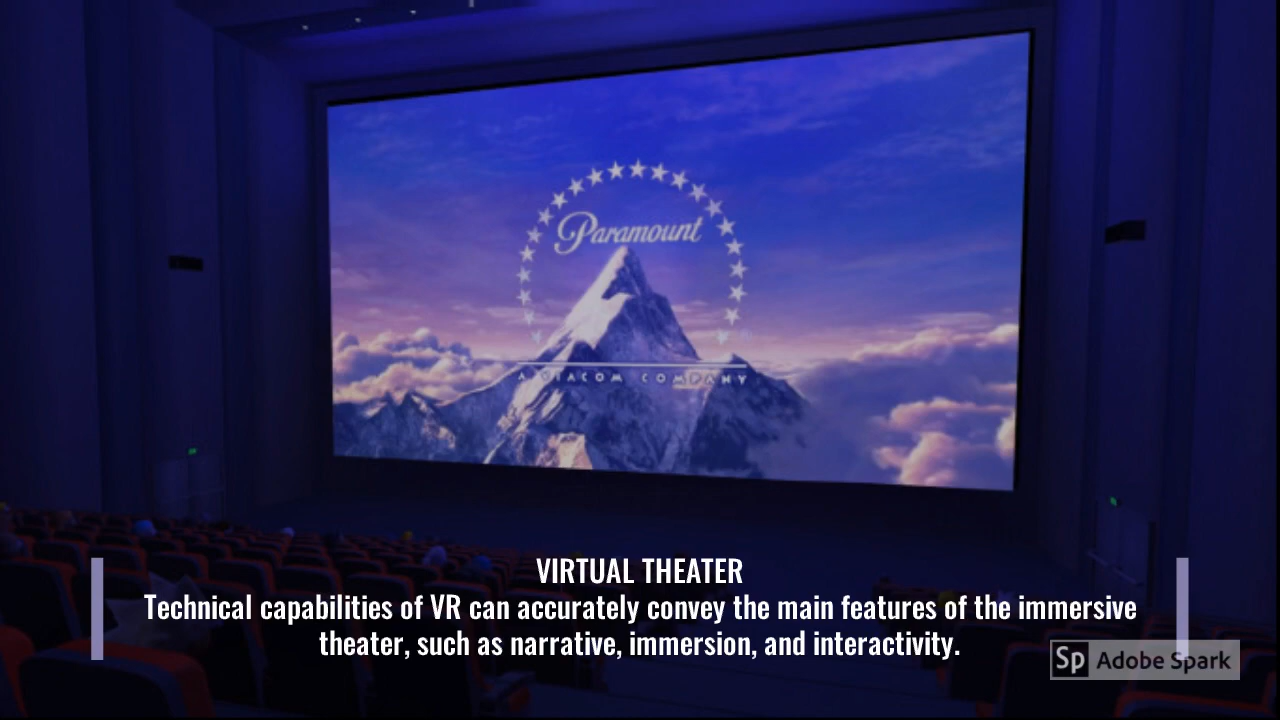 Paramount
A VIACOM COMPANY
VIRTUAL THEATER
Technical capabilities of VR can accurately convey the main features of the immersive
theater, such as narrative, immersion, and interactivity.
Sp Adobe Spark